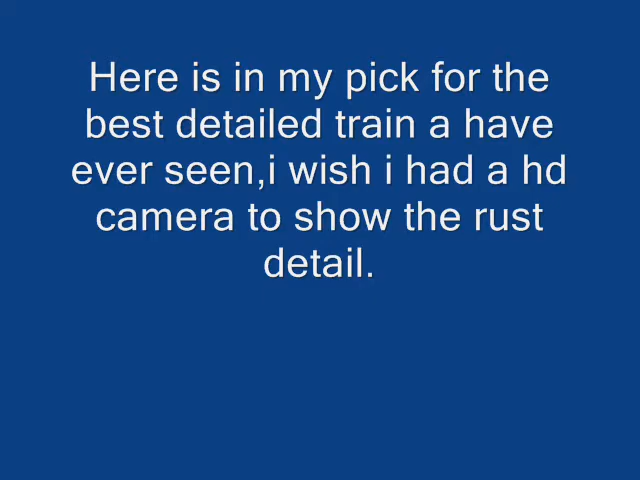 Here is in my pick for the
best detailed train a have
ever seen,i wish i had a hd
camera to show the rust
detail.